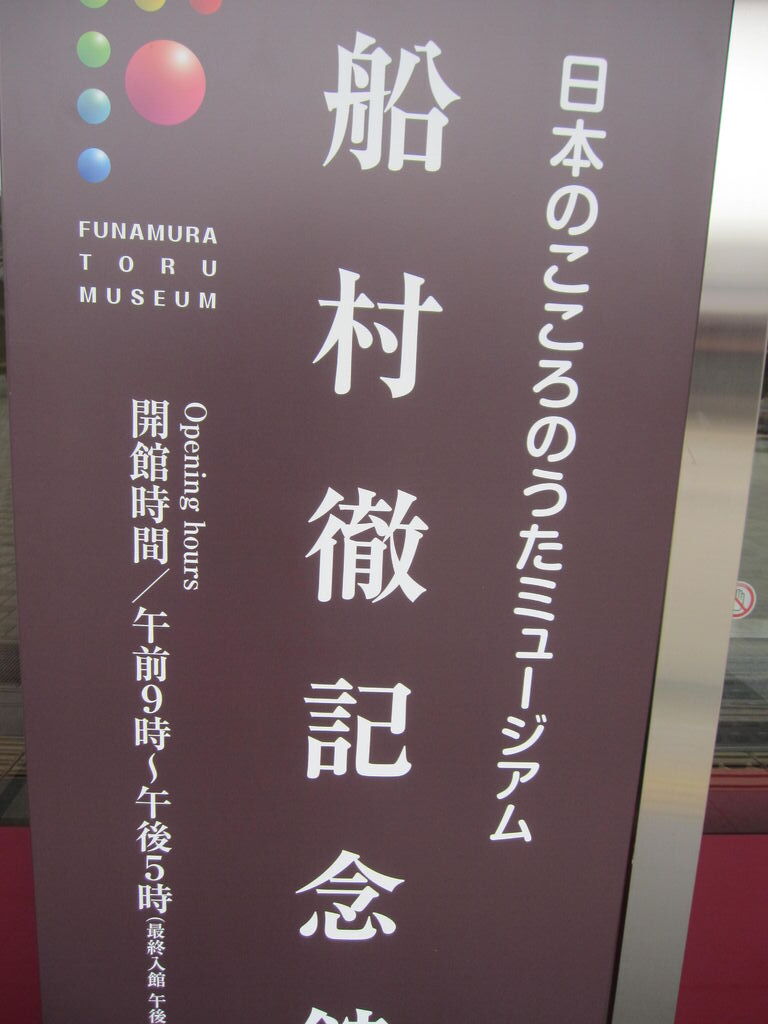 日本のこころのうたミュージアム
船村徹記念
FUNAMURA
TORU
MUSEUM
Opening hours
開館時間/午前9時~午後5時(最終入館 午後